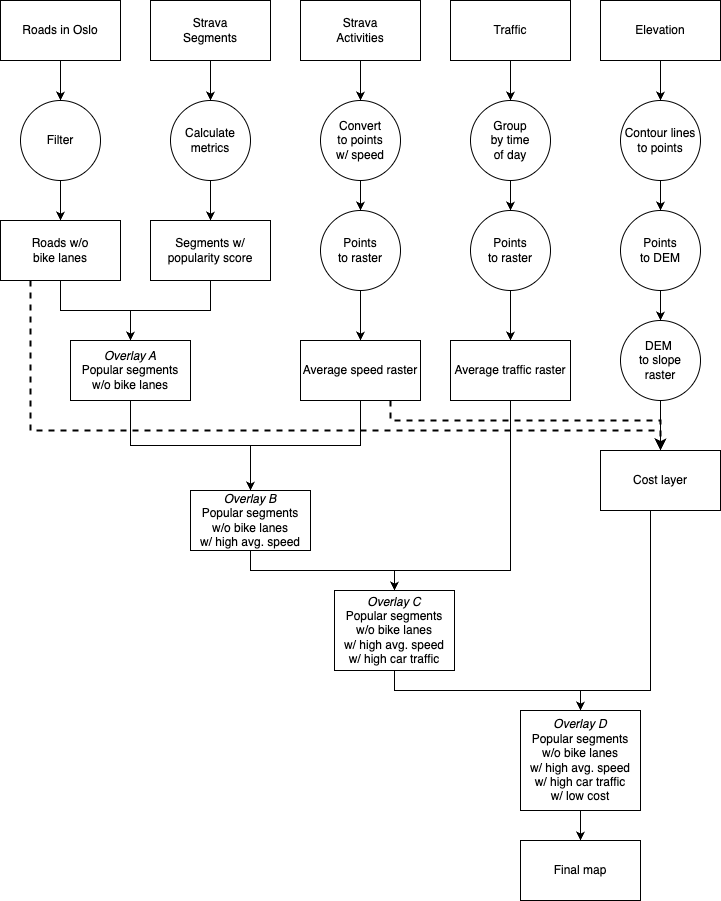 Roads in Oslo
Strava
Segments
Strava
Activities
Traffic
Elevation
Filter
Calculate
metrics
Convert
to points
w/ speed
Group
by time
of day
Contour lines
to points
Roads w/o
bike lanes
Segments w/
popularity score
Points
to raster
Points
to raster
Points
to DEM
Overlay A
Popular segments
w/o bike lanes
Average speed raster
Average traffic raster
DEM
to slope
raster
Cost layer
Overlay B
Popular segments
w/o bike lanes
w/ high avg. speed
Overlay C
Popular segments
w/o bike lanes
w/ high avg. speed
w/ high car traffic
Overlay D
Popular segments
w/o bike lanes
w/ high avg. speed
w/ high car traffic
w/ low cost
Final map